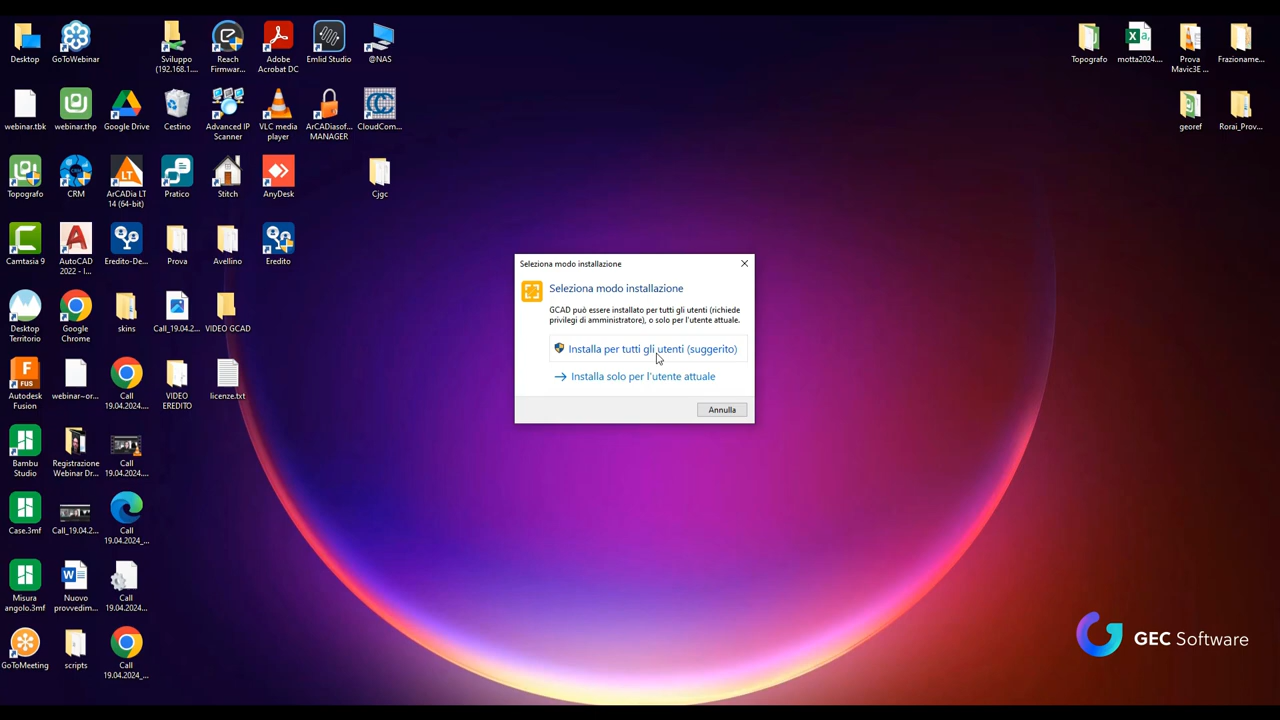 Desktop
GoToWebinar
Sviluppo
(192.168.1....
Reach
Firmwar...
Adobe
Acrobat DC
Emlid Studio
@NAS
Topografo
motta2024....
Prova
Mavic3E ...
Frazioname...
webinar.tbk
webinar.thp
Google Drive
Cestino
Advanced IP
Scanner
VLC media
player
ArCADiasof...
MANAGER
CloudCom...
georef
Rorai_Prov...
Topografo
CRM
ArCADia LT
14 (64-bit)
Pratico
Stitch
AnyDesk
Cjgc
Camtasia 9
AutoCAD
2022 - I...
Eredito-De...
Prova
Avellino
Eredito
Desktop
Territorio
Google
Chrome
skins
Call_19.04.2...
VIDEO GCAD
Autodesk
Fusion
webinar~or...
Call
19.04.2024...
VIDEO
EREDITO
licenze.txt
Bambu
Studio
Registrazione
Webinar Dr...
Call
19.04.2024....
Case.3mf
Call_19.04.2...
Call
19.04.2024_...
Misura
angolo.3mf
Nuovo
provvedim...
Call
19.04.2024...
GoToMeeting
scripts
Call
19.04.2024_...
Seleziona modo installazione
Seleziona modo installazione
GCAD può essere installato per tutti gli utenti (richiede
privilegi di amministratore), o solo per l'utente attuale.
Installa per tutti gli utenti (suggerito)
Installa solo per l'utente attuale
Annulla
GEC Software